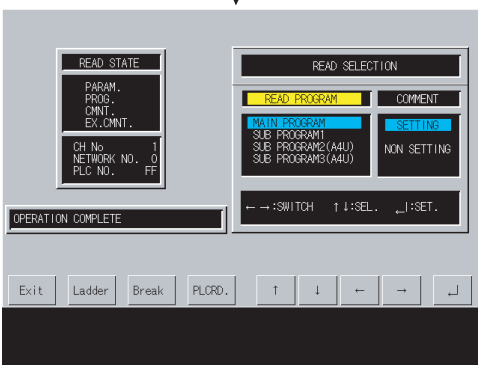 READ STATE
PARAM.
PROG.
CMNT.
EX.CMNT.
CH No 1
NETWORK NO. 0
PLC NO. FF
OPERATION COMPLETE
READ SELECTION
READ PROGRAM COMMENT
MAIN PROGRAM
SUB PROGRAM1
SUB PROGRAM2(A4U)
SUB PROGRAM3(A4U)
SETTING
NON SETTING
←→:SWITCH ↑↓:SEL. ↵:SET.
Exit Ladder Break PLCRD. ↑ ↓ ← → ↵